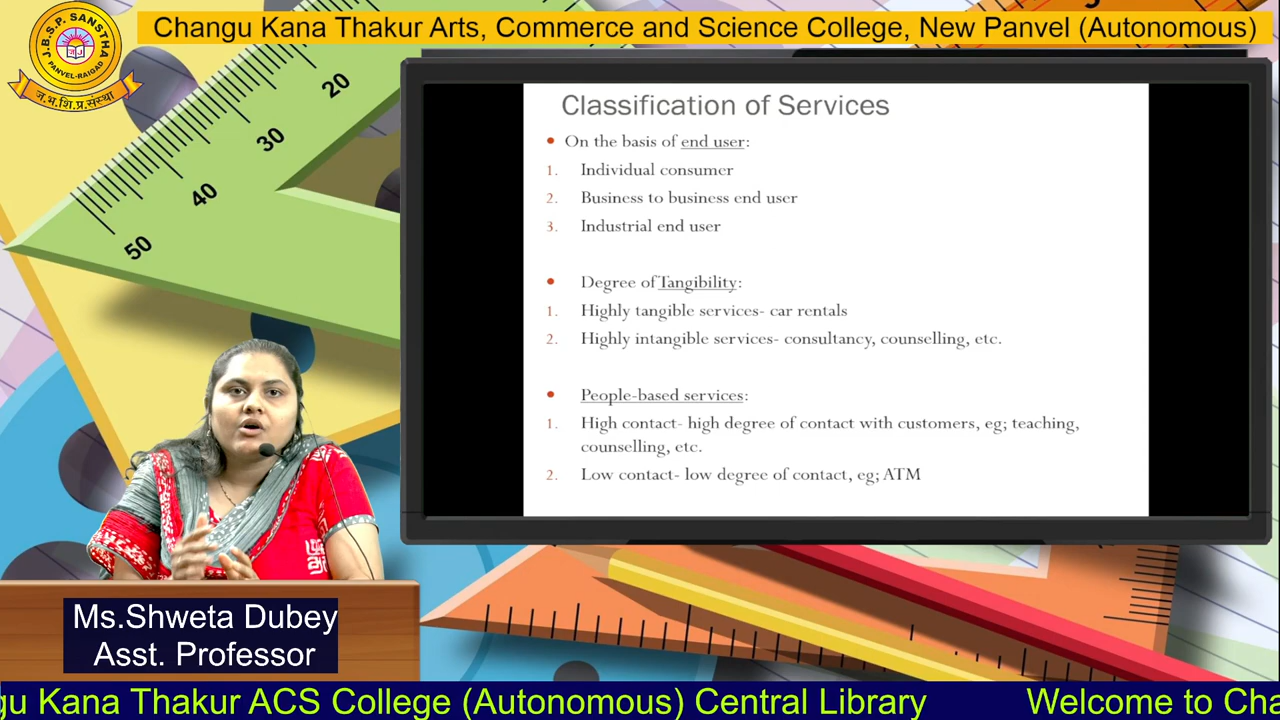 Changu Kana Thakur Arts, Commerce and Science College, New Panvel (Autonomous)
J.B.S.P. SANSTHA
PANVEL-RAIGAD
ज.भ.शि.प्र.संस्था
20
30
40
50
Classification of Services
• On the basis of end user:
1. Individual consumer
2. Business to business end user
3. Industrial end user
• Degree of Tangibility:
1. Highly tangible services- car rentals
2. Highly intangible services- consultancy, counselling, etc.
• People-based services:
1. High contact- high degree of contact with customers, eg; teaching,
counselling, etc.
2. Low contact- low degree of contact, eg; ATM
Ms.Shweta Dubey
Asst. Professor
gu Kana Thakur ACS College (Autonomous) Central Library Welcome to Cha